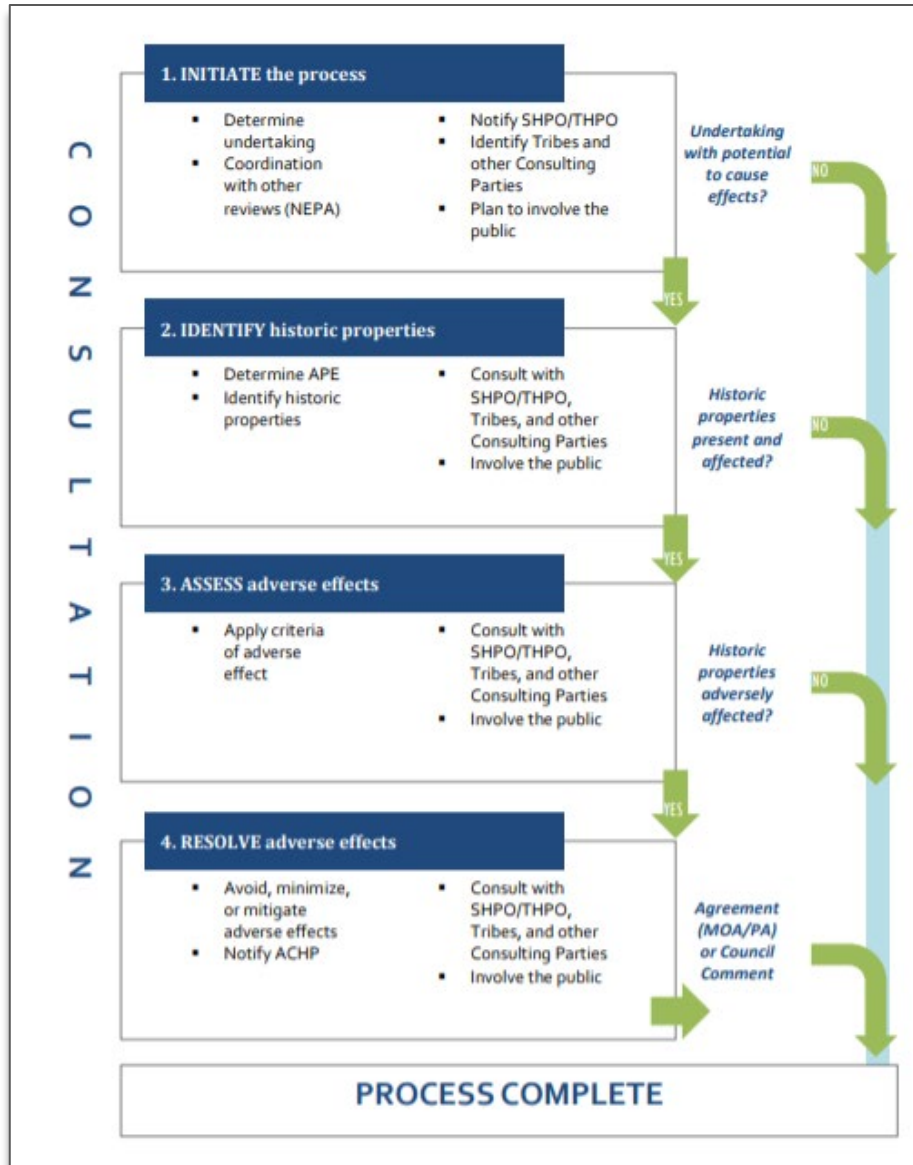 CONSULTATION
1. INITIATE the process
▪ Determine
undertaking
▪ Coordination
with other
reviews (NEPA)
▪ Notify SHPO/THPO
▪ Identify Tribes and
other Consulting
Parties
▪ Plan to involve the
public
Undertaking
with potential
to cause
effects?
NO
YES
2. IDENTIFY historic properties
▪ Determine APE
▪ Identify historic
properties
▪ Consult with
SHPO/THPO,
Tribes, and other
Consulting Parties
▪ Involve the public
Historic
properties
present and
affected?
NO
YES
3. ASSESS adverse effects
▪ Apply criteria
of adverse
effect
▪ Consult with
SHPO/THPO,
Tribes, and other
Consulting Parties
▪ Involve the public
Historic
properties
adversely
affected?
NO
YES
4. RESOLVE adverse effects
▪ Avoid, minimize,
or mitigate
adverse effects
▪ Notify ACHP
▪ Consult with
SHPO/THPO,
Tribes, and other
Consulting Parties
▪ Involve the public
Agreement
(MOA/PA)
or Council
Comment
PROCESS COMPLETE